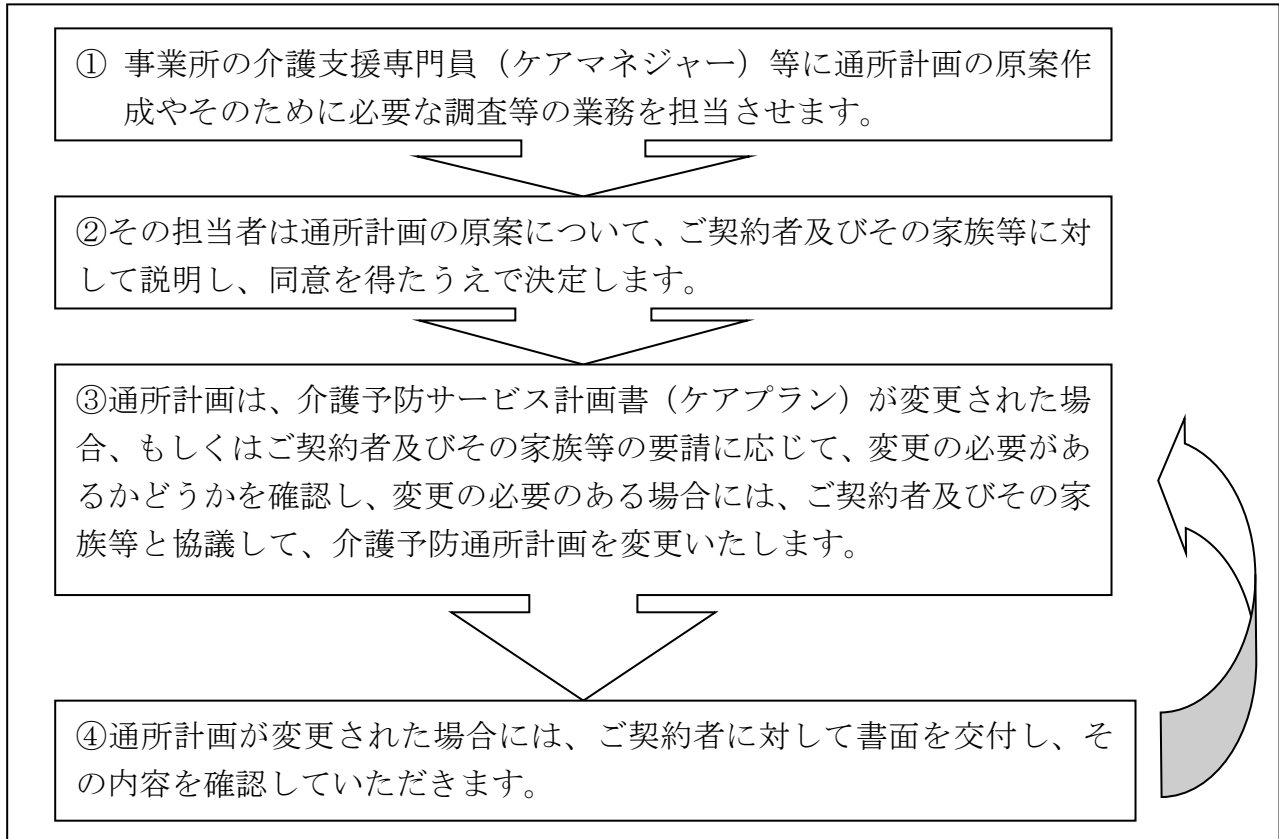 ① 事業所の介護支援専門員（ケアマネジャー）等に通所計画の原案作
成やそのために必要な調査等の業務を担当させます。
②その担当者は通所計画の原案について、ご契約者及びその家族等に対
して説明し、同意を得たうえで決定します。
③通所計画は、介護予防サービス計画書（ケアプラン）が変更された場
合、もしくはご契約者及びその家族等の要請に応じて、変更の必要があ
るかどうかを確認し、変更の必要のある場合には、ご契約者及びその家
族等と協議して、介護予防通所計画を変更いたします。
④通所計画が変更された場合には、ご契約者に対して書面を交付し、そ
の内容を確認していただきます。